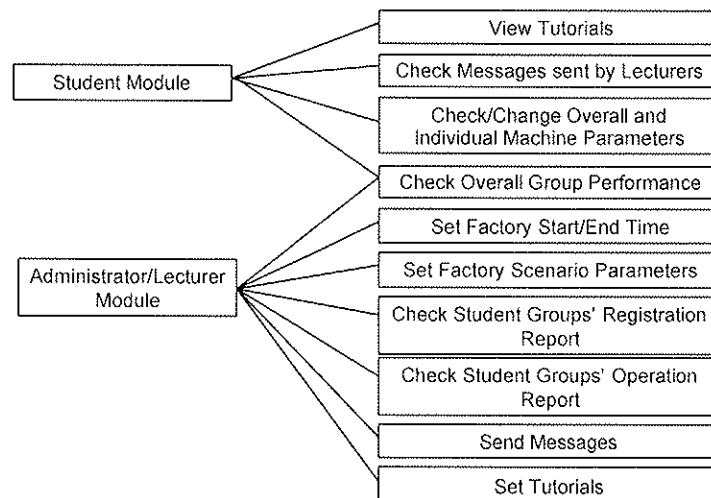 View Tutorials
Student Module
Check Messages sent by Lecturers
Check/Change Overall and
Individual Machine Parameters
Check Overall Group Performance
Set Factory Start/End Time
Administrator/Lecturer
Module
Set Factory Scenario Parameters
Check Student Groups' Registration
Report
Check Student Groups' Operation
Report
Send Messages
Set Tutorials